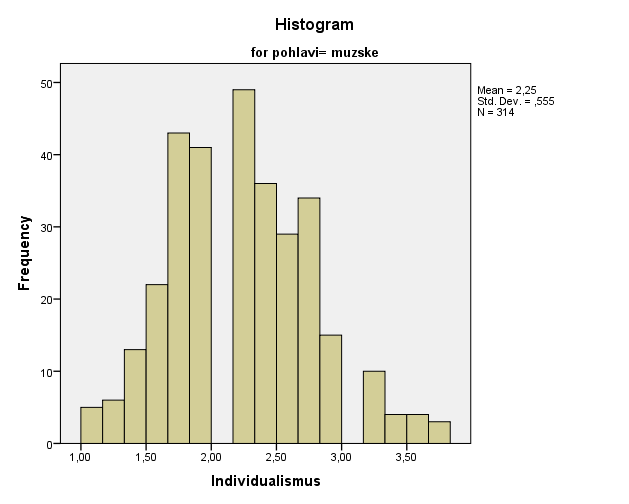 Histogram
for pohlavi= muzske
Mean = 2,25
Std. Dev. = ,555
N = 314
50
40
30
20
10
0
Frequency
1,00 1,50 2,00 2,50 3,00 3,50
Individualismus